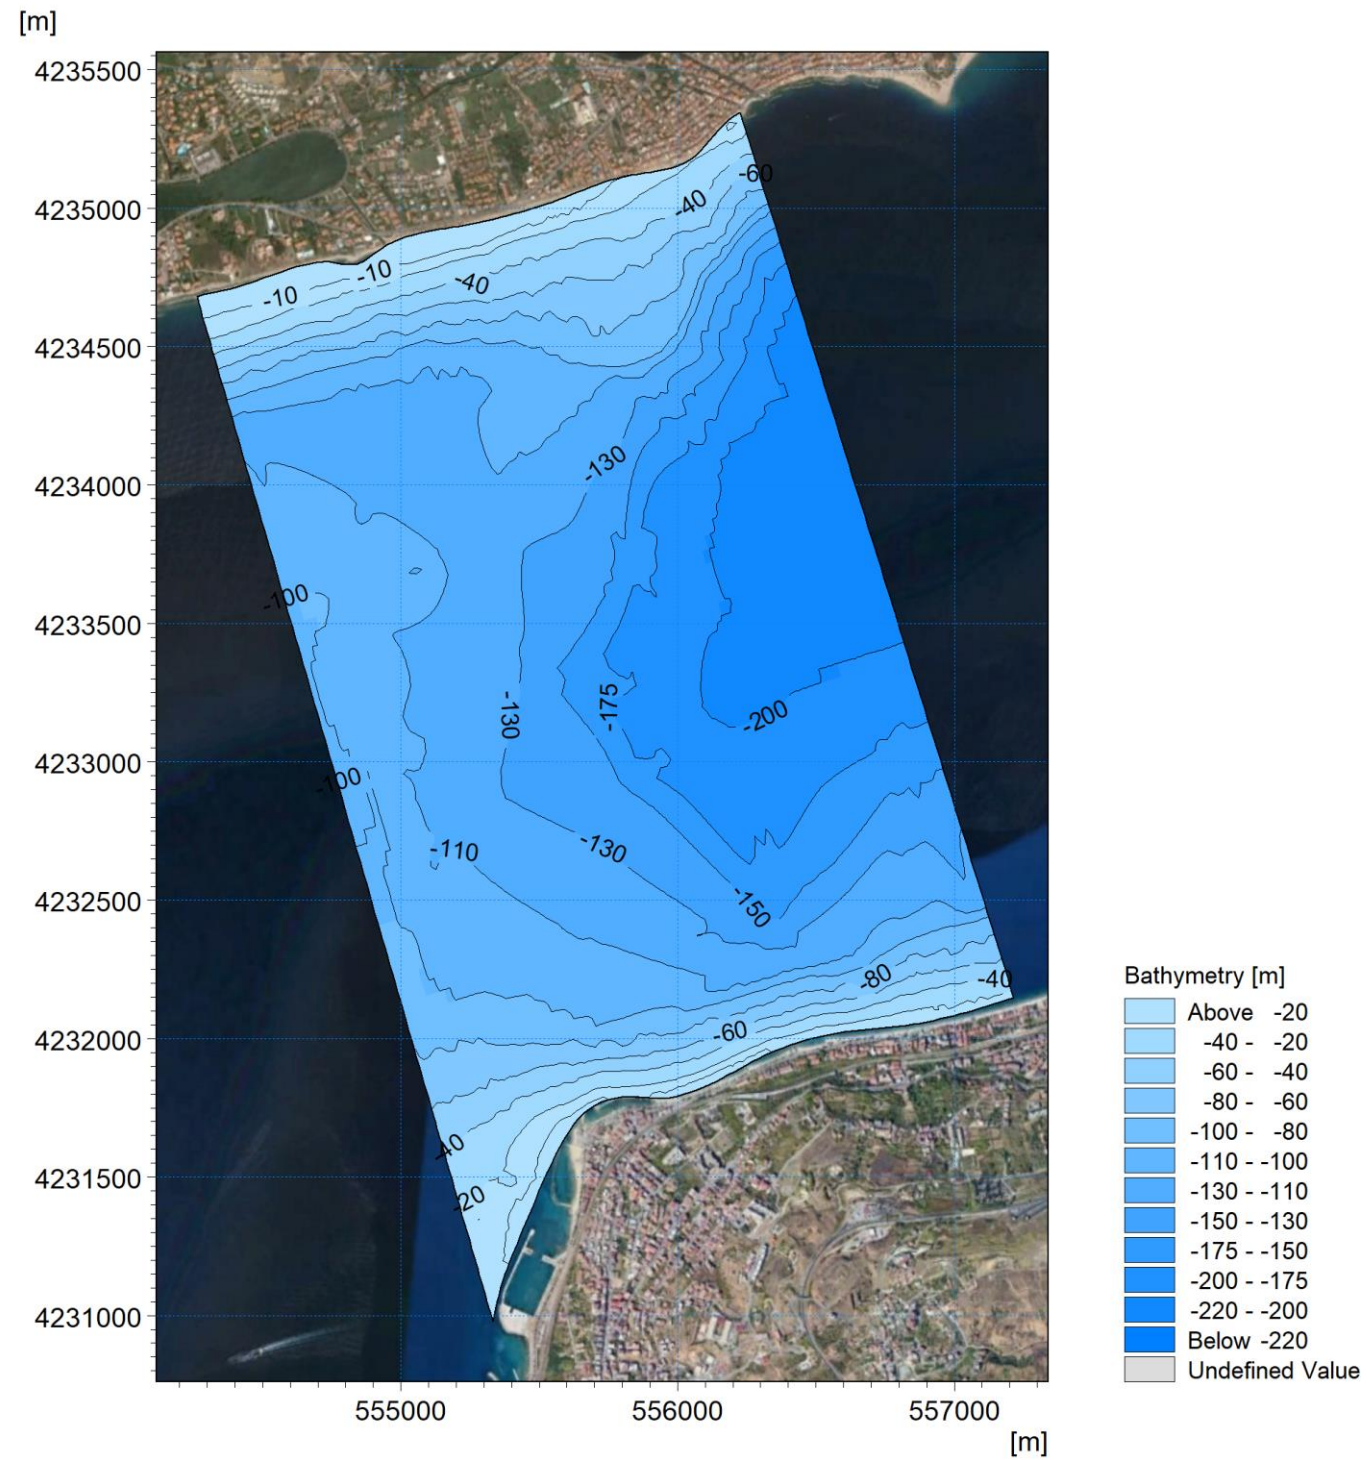 [m]
4235500
4235000
4234500
4234000
4233500
4233000
4232500
4232000
4231500
4231000
-60
-40
-10
-40
-10
-130
-100
-175
-130
-200
-100
-130
-110
-150
-80
-40
-60
-40
-20
555000
556000
557000
[m]
Bathymetry [m]
Above -20
-40 - -20
-60 - -40
-80 - -60
-100 - -80
-110 - -100
-130 - -110
-150 - -130
-175 - -150
-200 - -175
-220 - -200
Below -220
Undefined Value